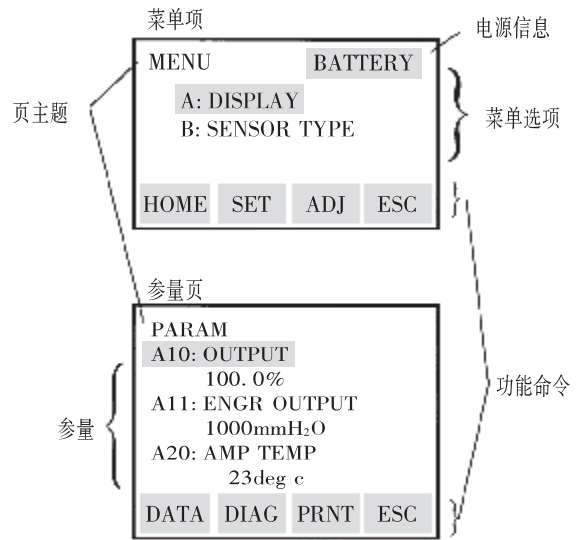 菜单项
电源信息
MENU BATTERY
页主题
A: DISPLAY
菜单选项
B: SENSOR TYPE
HOME SET ADJ ESC
参量页
PARAM
A10: OUTPUT
100. 0%
功能命令
A11: ENGR OUTPUT
参量
1000mmH₂O
A20: AMP TEMP
23deg c
DATA DIAG PRNT ESC